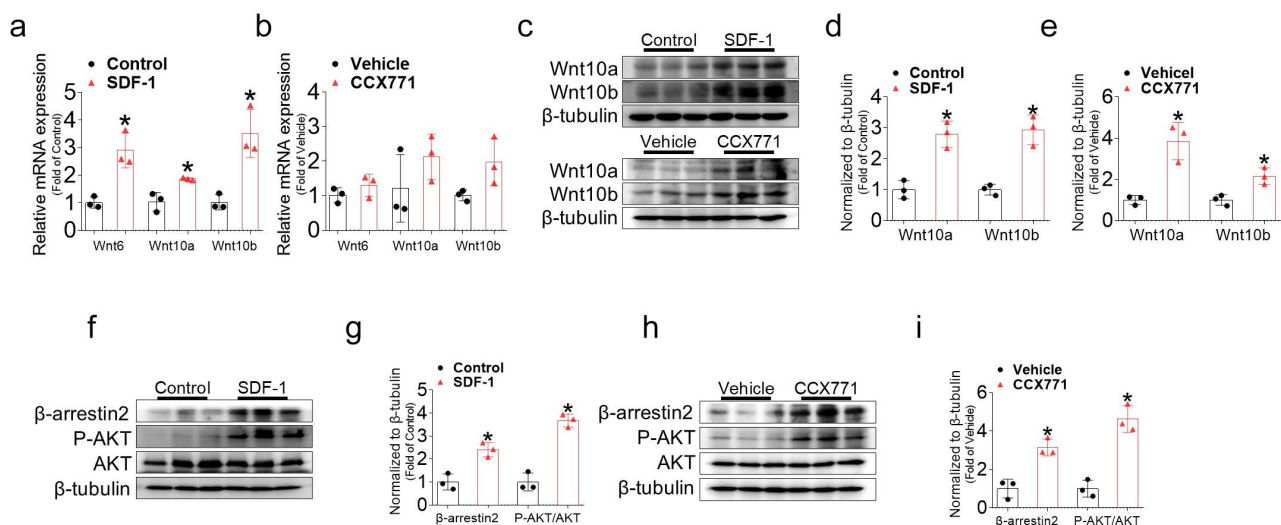 a
Control
SDF-1
Relative mRNA expression
(Fold of Control)
5
4
3
2
1
0
*
*
*
Wnt6 Wnt10a Wnt10b
b
Vehicle
CCX771
Relative mRNA expression
(Fold of Vehicle)
4
3
2
1
0
Wnt6 Wnt10a Wnt10b
c
Control SDF-1
Wnt10a
Wnt10b
β-tubulin
Vehicle CCX771
Wnt10a
Wnt10b
β-tubulin
d
Control
SDF-1
Normalized to β-tubulin
(Fold of Control)
5
4
3
2
1
0
*
*
Wnt10a Wnt10b
e
Vehicel
CCX771
Normalized to β-tubulin
(Fold of Vehicle)
6
4
2
0
*
*
Wnt10a Wnt10b
f
Control SDF-1
β-arrestin2
P-AKT
AKT
β-tubulin
g
Control
SDF-1
Normalized to β-tubulin
(Fold of Control)
5
4
3
2
1
0
*
*
β-arrestin2 P-AKT/AKT
h
Vehicle CCX771
β-arrestin2
P-AKT
AKT
β-tubulin
i
Vehicle
CCX771
Normalized to β-tubulin
(Fold of Vehicle)
6
4
2
0
*
*
β-arrestin2 P-AKT/AKT